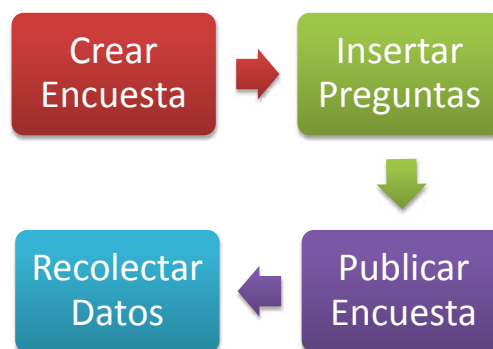 Crear
Encuesta
Insertar
Preguntas
Publicar
Encuesta
Recolectar
Datos